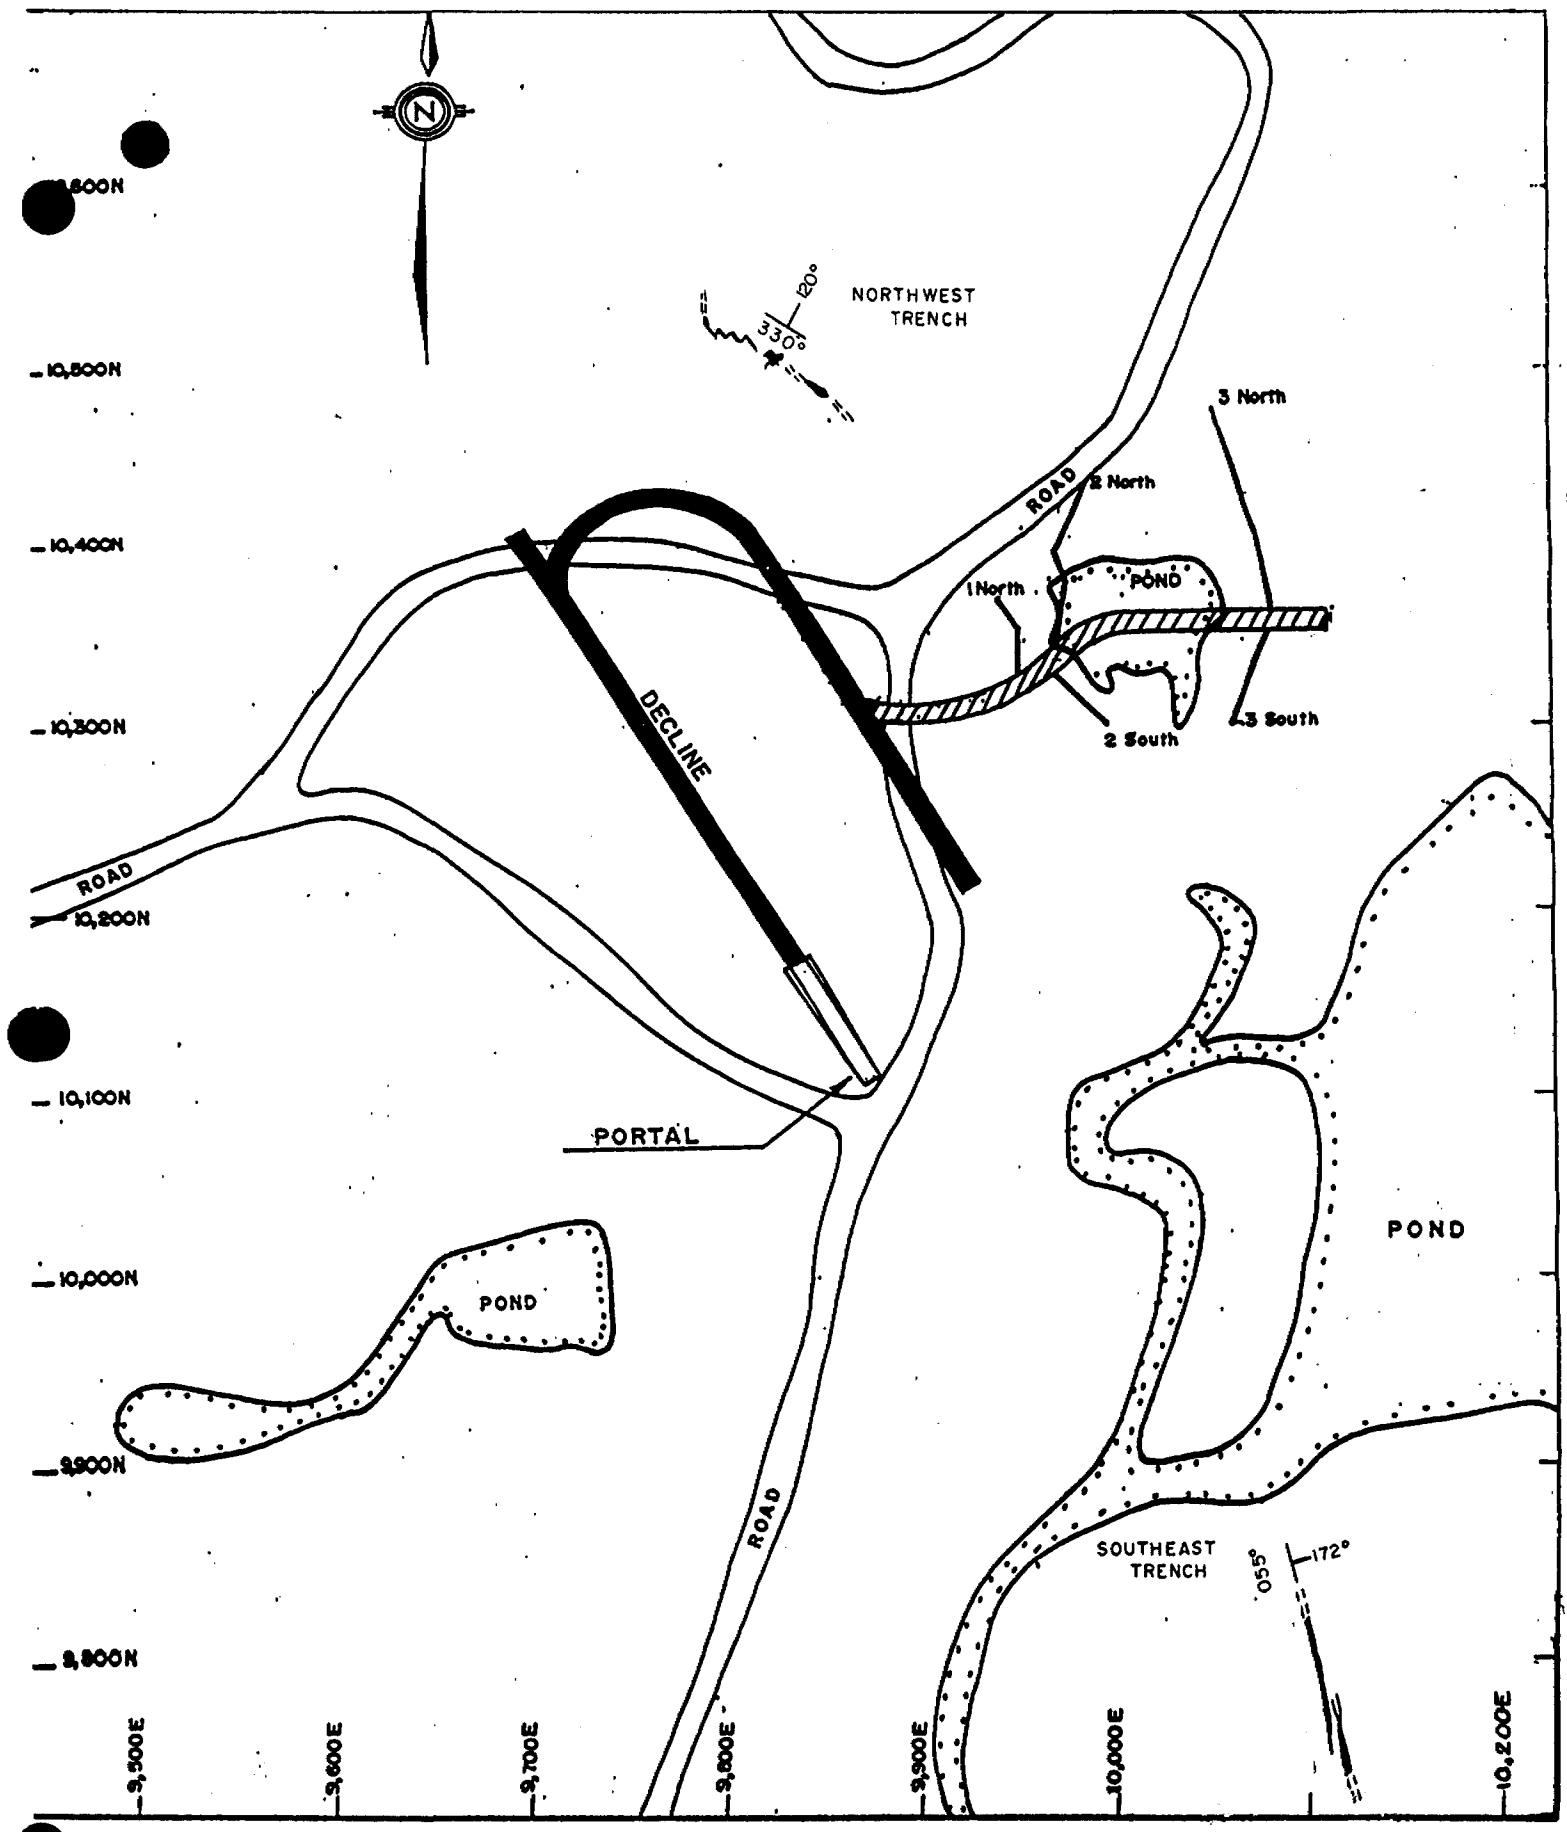 N
600N
NORTHWEST
TRENCH
120°
330°
10,500N
3 North
ROAD
2 North
10,400N
POND
1 North
DECLINE
10,300N
3 South
2 South
ROAD
10,200N
10,100N
PORTAL
POND
10,000N
POND
9,900N
ROAD
SOUTHEAST
TRENCH
055°
172°
9,800N
9,500E
9,600E
9,700E
9,800E
9,900E
10,000E
10,200E